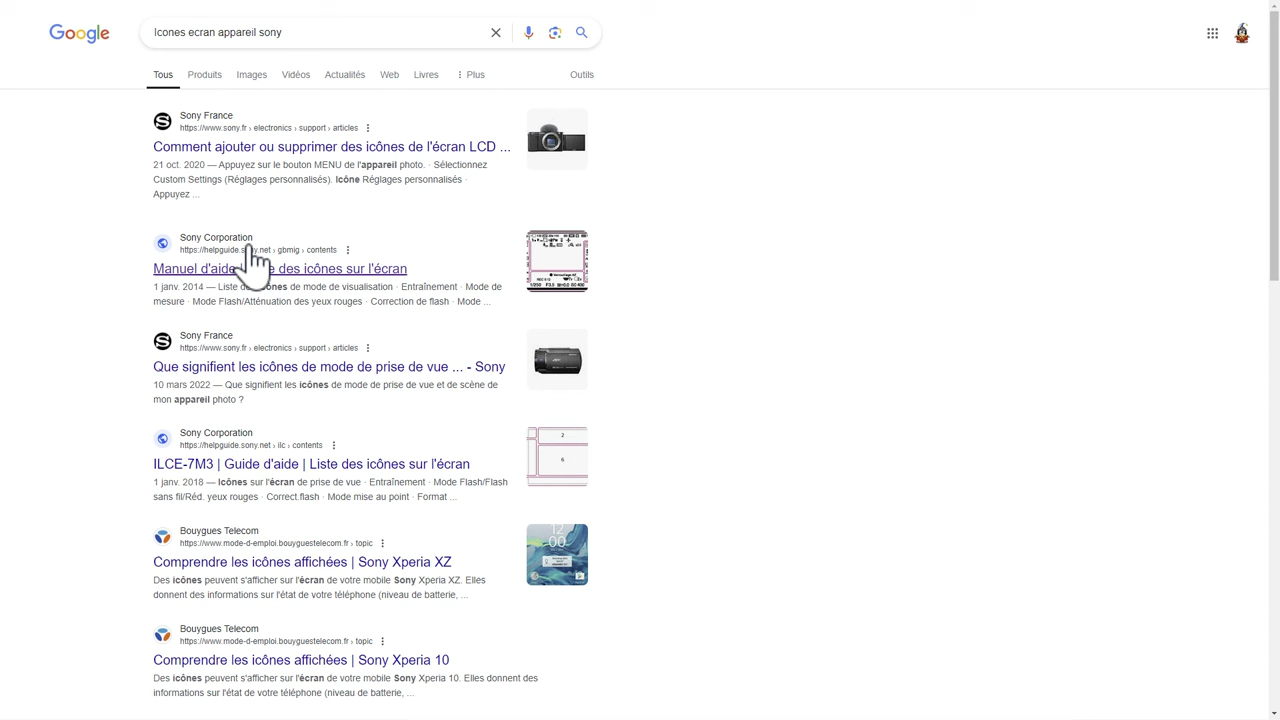 Google
Icones ecran appareil sony
Tous Produits Images Vidéos Actualités Web Livres Plus Outils
Sony France
https://www.sony.fr › electronics › support › articles
Comment ajouter ou supprimer des icônes de l'écran LCD ...
21 oct. 2020 — Appuyez sur le bouton MENU de l'appareil photo. · Sélectionnez
Custom Settings (Réglages personnalisés). Icône Réglages personnalisés ·
Appuyez ...
Sony Corporation
https://helpguide.sony.net › gbmig › contents
Manuel d'aide des icônes sur l'écran
1 janv. 2014 — Liste de icônes de mode de visualisation · Entraînement · Mode de
mesure · Mode Flash/Atténuation des yeux rouges · Correction de flash · Mode ...
Sony France
https://www.sony.fr › electronics › support › articles
Que signifient les icônes de mode de prise de vue ... - Sony
10 mars 2022 — Que signifient les icônes de mode de prise de vue et de scène de
mon appareil photo ?
Sony Corporation
https://helpguide.sony.net › ilc › contents
2
6
ILCE-7M3 | Guide d'aide | Liste des icônes sur l'écran
1 janv. 2018 — Icônes sur l'écran de prise de vue · Entraînement · Mode Flash/Flash
sans fil/Réd. yeux rouges · Correct.flash · Mode mise au point · Format ...
Bouygues Telecom
https://www.mode-d-emploi.bouyguestelecom.fr › topic
12
00
Comprendre les icônes affichées | Sony Xperia XZ
Des icônes peuvent s'afficher sur l'écran de votre mobile Sony Xperia XZ. Elles
donnent des informations sur l'état de votre téléphone (niveau de batterie, ...
Bouygues Telecom
https://www.mode-d-emploi.bouyguestelecom.fr › topic
Comprendre les icônes affichées | Sony Xperia 10
Des icônes peuvent s'afficher sur l'écran de votre mobile Sony Xperia 10. Elles donnent des
informations sur l'état de votre téléphone (niveau de batterie, ...